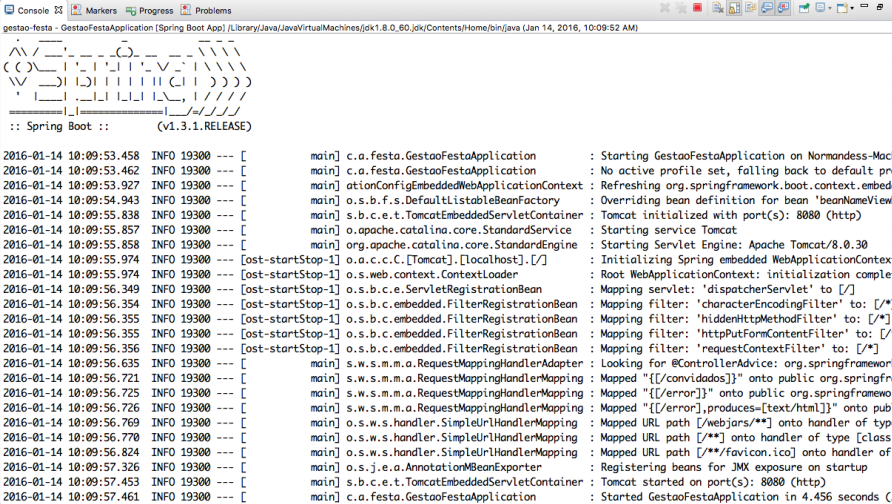 Console Markers Progress Problems
gestao-festa - GestaoFestaApplication [Spring Boot App] /Library/Java/JavaVirtualMachines/jdk1.8.0_60.jdk/Contents/Home/bin/java (Jan 14, 2016, 10:09:52 AM)
:: Spring Boot :: (v1.3.1.RELEASE)
2016-01-14 10:09:53.458 INFO 19300 --- [ main] c.a.festa.GestaoFestaApplication : Starting GestaoFestaApplication on Normandess-Mac
2016-01-14 10:09:53.462 INFO 19300 --- [ main] c.a.festa.GestaoFestaApplication : No active profile set, falling back to default pr
2016-01-14 10:09:53.927 INFO 19300 --- [ main] ationConfigEmbeddedWebApplicationContext : Refreshing org.springframework.boot.context.embed
2016-01-14 10:09:54.943 INFO 19300 --- [ main] o.s.b.f.s.DefaultListableBeanFactory : Overriding bean definition for bean 'beanNameView
2016-01-14 10:09:55.838 INFO 19300 --- [ main] s.b.c.e.t.TomcatEmbeddedServletContainer : Tomcat initialized with port(s): 8080 (http)
2016-01-14 10:09:55.857 INFO 19300 --- [ main] o.apache.catalina.core.StandardService : Starting service Tomcat
2016-01-14 10:09:55.858 INFO 19300 --- [ main] org.apache.catalina.core.StandardEngine : Starting Servlet Engine: Apache Tomcat/8.0.30
2016-01-14 10:09:55.974 INFO 19300 --- [ost-startStop-1] o.a.c.c.C.[Tomcat].[localhost].[/] : Initializing Spring embedded WebApplicationContex
2016-01-14 10:09:55.974 INFO 19300 --- [ost-startStop-1] o.s.web.context.ContextLoader : Root WebApplicationContext: initialization comple
2016-01-14 10:09:56.349 INFO 19300 --- [ost-startStop-1] o.s.b.c.e.ServletRegistrationBean : Mapping servlet: 'dispatcherServlet' to [/]
2016-01-14 10:09:56.354 INFO 19300 --- [ost-startStop-1] o.s.b.c.embedded.FilterRegistrationBean : Mapping filter: 'characterEncodingFilter' to: [/*
2016-01-14 10:09:56.355 INFO 19300 --- [ost-startStop-1] o.s.b.c.embedded.FilterRegistrationBean : Mapping filter: 'hiddenHttpMethodFilter' to: [/*]
2016-01-14 10:09:56.355 INFO 19300 --- [ost-startStop-1] o.s.b.c.embedded.FilterRegistrationBean : Mapping filter: 'httpPutFormContentFilter' to: [/
2016-01-14 10:09:56.356 INFO 19300 --- [ost-startStop-1] o.s.b.c.embedded.FilterRegistrationBean : Mapping filter: 'requestContextFilter' to: [/*]
2016-01-14 10:09:56.635 INFO 19300 --- [ main] s.w.s.m.m.a.RequestMappingHandlerAdapter : Looking for @ControllerAdvice: org.springframewor
2016-01-14 10:09:56.721 INFO 19300 --- [ main] s.w.s.m.m.a.RequestMappingHandlerMapping : Mapped "{[/convidados]}" onto public org.springfr
2016-01-14 10:09:56.725 INFO 19300 --- [ main] s.w.s.m.m.a.RequestMappingHandlerMapping : Mapped "{[/error]}" onto public org.springframewo
2016-01-14 10:09:56.726 INFO 19300 --- [ main] s.w.s.m.m.a.RequestMappingHandlerMapping : Mapped "{[/error],produces=[text/html]}" onto pub
2016-01-14 10:09:56.769 INFO 19300 --- [ main] o.s.w.s.handler.SimpleUrlHandlerMapping : Mapped URL path [/webjars/**] onto handler of type
2016-01-14 10:09:56.770 INFO 19300 --- [ main] o.s.w.s.handler.SimpleUrlHandlerMapping : Mapped URL path [/**] onto handler of type [class
2016-01-14 10:09:56.824 INFO 19300 --- [ main] o.s.w.s.handler.SimpleUrlHandlerMapping : Mapped URL path [/**/favicon.ico] onto handler of
2016-01-14 10:09:57.326 INFO 19300 --- [ main] o.s.j.e.a.AnnotationMBeanExporter : Registering beans for JMX exposure on startup
2016-01-14 10:09:57.453 INFO 19300 --- [ main] s.b.c.e.t.TomcatEmbeddedServletContainer : Tomcat started on port(s): 8080 (http)
2016-01-14 10:09:57.461 INFO 19300 --- [ main] c.a.festa.GestaoFestaApplication : Started GestaoFestaApplication in 4.456 seconds (